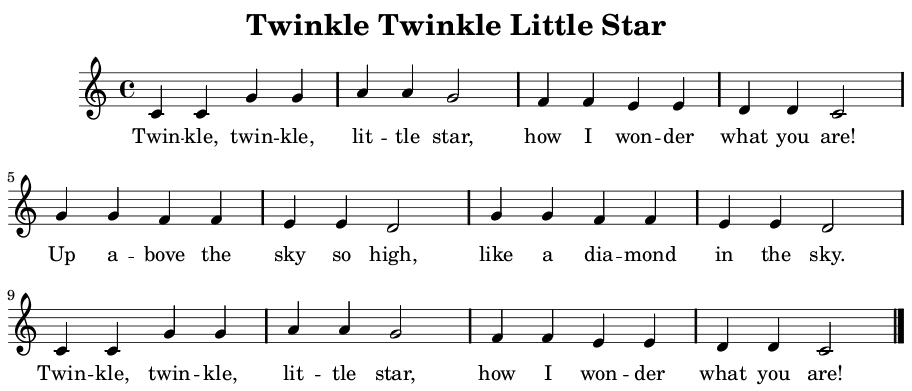 Twinkle Twinkle Little Star
Twin -- kle, twin -- kle, lit -- tle star, how I won -- der what you are!
5
Up a -- bove the sky so high, like a dia -- mond in the sky.
9
Twin -- kle, twin -- kle, lit -- tle star, how I won -- der what you are!